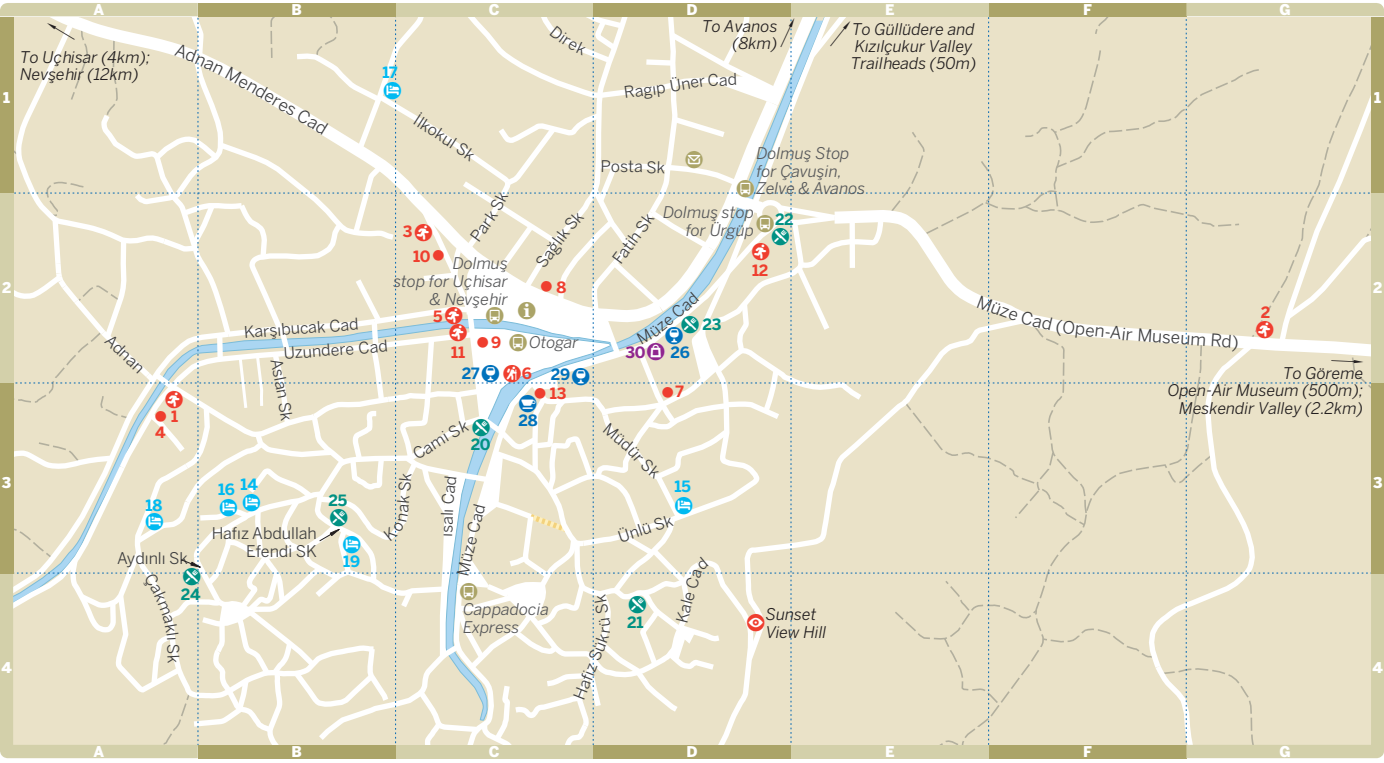 A
B
C
D
E
F
G
To Uçhisar (4km);
Nevşehir (12km)
Adnan Menderes Cad
17
Direk
To Avanos
(8km)
To Güllüdere and
Kızılçukur Valley
Trailheads (50m)
Ragıp Üner Cad
1
1
İlkokul Sk
Posta Sk
Dolmuş Stop
for Çavuşin,
Zelve & Avanos
Park Sk
Sağlık Sk
Fatih Sk
Dolmuş stop
for Ürgüp
22
3
10
12
Dolmuş
stop for Uçhisar
& Nevşehir
8
2
2
Müze Cad
Müze Cad (Open-Air Museum Rd)
2
5
Karşıbucak Cad
Uzundere Cad
11
9
Otogar
23
30
26
Adnan
Aslan Sk
27
6
29
To Göreme
Open-Air Museum (500m);
Meskendir Valley (2.2km)
1
4
13
28
7
Cami Sk
20
Müdür Sk
3
3
18
16
14
25
Konak Sk
Isalı Cad
Müze Cad
15
Ünlü Sk
Hafız Abdullah
Efendi SK
19
Aydınlı Sk
24
Çakmaklı Sk
Cappadocia
Express
Hafız Şükrü Sk
21
Kale Cad
Sunset
View Hill
4
4
A
B
C
D
E
F
G